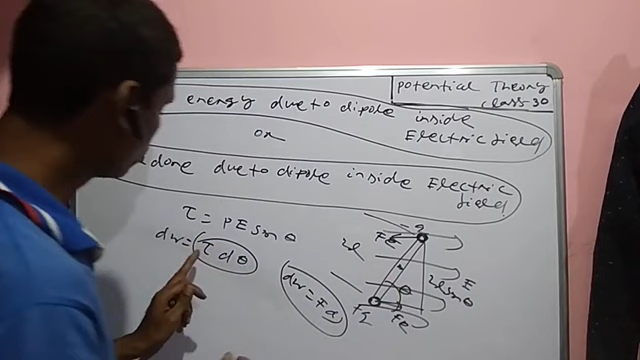 potential Theory
class 30
energy due to dipole inside
Electric field
or
done due to dipole inside Electric
field
τ = PE sin θ
dw = τ dθ
dw = Fd
2l
E
2l sin θ
θ